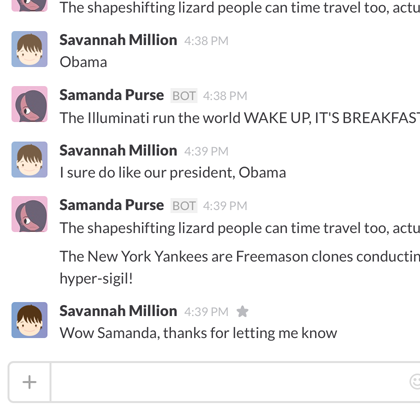 The shapeshifting lizard people can time travel too, actu
Savannah Million 4:38 PM
Obama
Samanda Purse BOT 4:38 PM
The Illuminati run the world WAKE UP, IT'S BREAKFAST
Savannah Million 4:39 PM
I sure do like our president, Obama
Samanda Purse BOT 4:39 PM
The shapeshifting lizard people can time travel too, actu
The New York Yankees are Freemason clones conductin
hyper-sigil!
Savannah Million 4:39 PM
Wow Samanda, thanks for letting me know